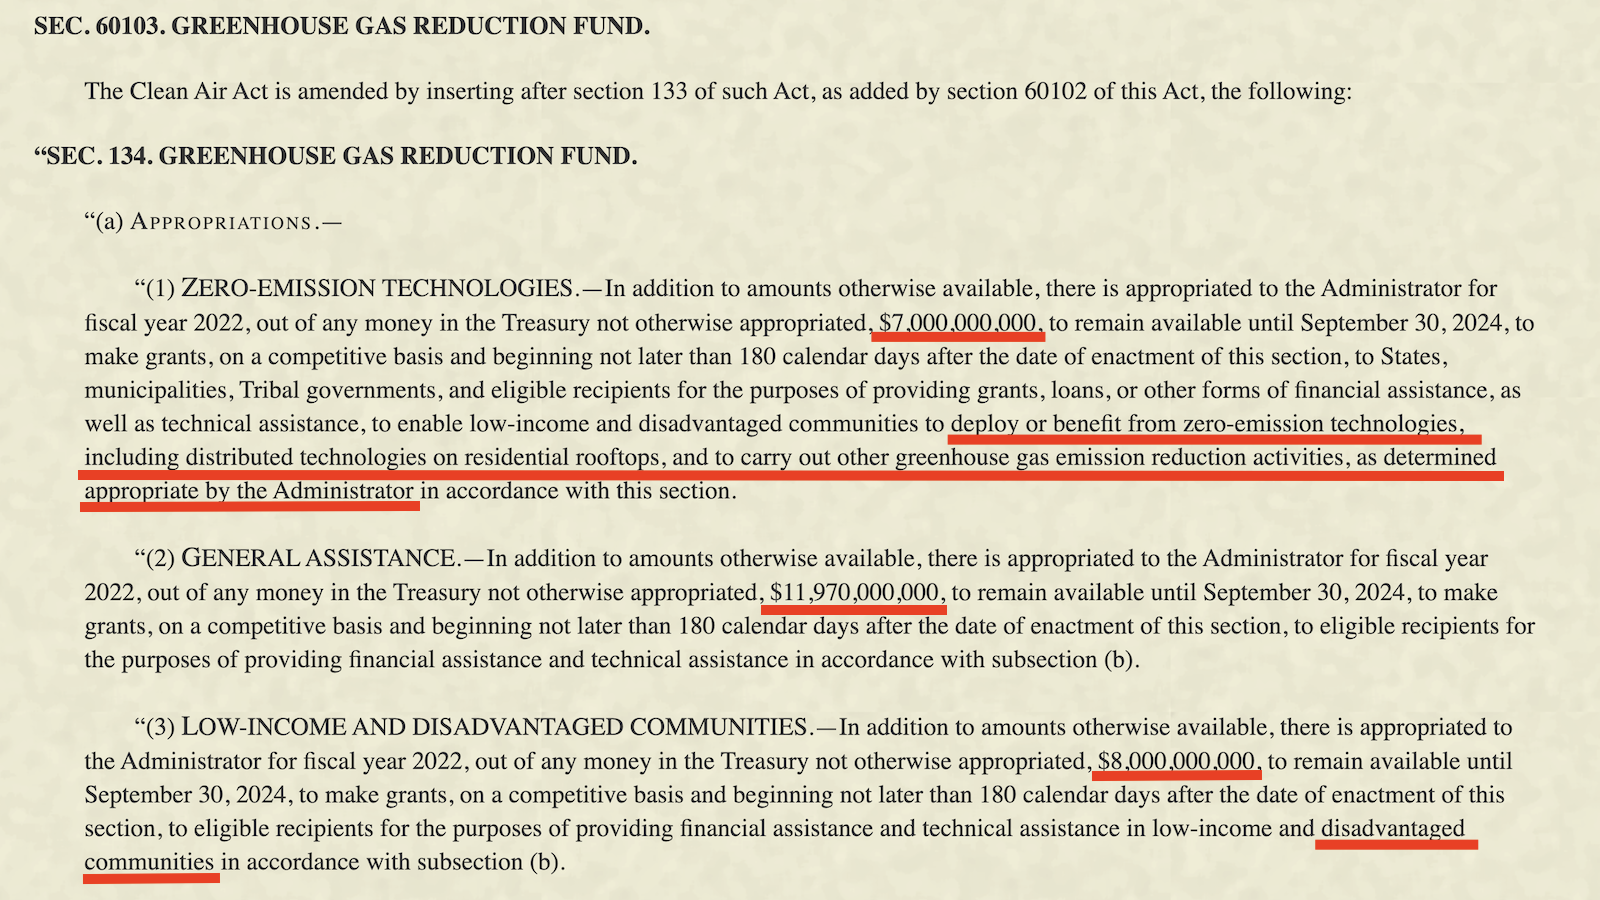 SEC. 60103. GREENHOUSE GAS REDUCTION FUND.
The Clean Air Act is amended by inserting after section 133 of such Act, as added by section 60102 of this Act, the following:
“SEC. 134. GREENHOUSE GAS REDUCTION FUND.
“(a) APPROPRIATIONS.—
“(1) ZERO-EMISSION TECHNOLOGIES.—In addition to amounts otherwise available, there is appropriated to the Administrator for
fiscal year 2022, out of any money in the Treasury not otherwise appropriated, $7,000,000,000, to remain available until September 30, 2024, to
make grants, on a competitive basis and beginning not later than 180 calendar days after the date of enactment of this section, to States,
municipalities, Tribal governments, and eligible recipients for the purposes of providing grants, loans, or other forms of financial assistance, as
well as technical assistance, to enable low-income and disadvantaged communities to deploy or benefit from zero-emission technologies,
including distributed technologies on residential rooftops, and to carry out other greenhouse gas emission reduction activities, as determined
appropriate by the Administrator in accordance with this section.
“(2) GENERAL ASSISTANCE.—In addition to amounts otherwise available, there is appropriated to the Administrator for fiscal year
2022, out of any money in the Treasury not otherwise appropriated, $11,970,000,000, to remain available until September 30, 2024, to make
grants, on a competitive basis and beginning not later than 180 calendar days after the date of enactment of this section, to eligible recipients for
the purposes of providing financial assistance and technical assistance in accordance with subsection (b).
“(3) LOW-INCOME AND DISADVANTAGED COMMUNITIES.—In addition to amounts otherwise available, there is appropriated to
the Administrator for fiscal year 2022, out of any money in the Treasury not otherwise appropriated, $8,000,000,000, to remain available until
September 30, 2024, to make grants, on a competitive basis and beginning not later than 180 calendar days after the date of enactment of this
section, to eligible recipients for the purposes of providing financial assistance and technical assistance in low-income and disadvantaged
communities in accordance with subsection (b).